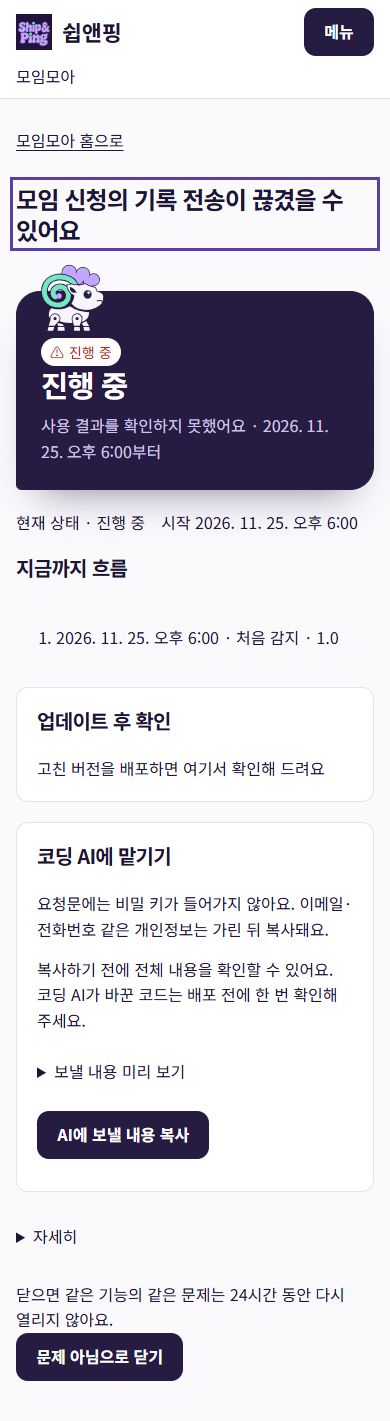 Ship&
Ping
쉽앤핑
메뉴
모임모아
모임모아 홈으로
모임 신청의 기록 전송이 끊겼을 수
있어요
진행 중
진행 중
사용 결과를 확인하지 못했어요 · 2026. 11.
25. 오후 6:00부터
현재 상태 · 진행 중 시작 2026. 11. 25. 오후 6:00
지금까지 흐름
1. 2026. 11. 25. 오후 6:00 · 처음 감지 · 1.0
업데이트 후 확인
고친 버전을 배포하면 여기서 확인해 드려요
코딩 AI에 맡기기
요청문에는 비밀 키가 들어가지 않아요. 이메일·
전화번호 같은 개인정보는 가린 뒤 복사돼요.
복사하기 전에 전체 내용을 확인할 수 있어요.
코딩 AI가 바꾼 코드는 배포 전에 한 번 확인해
주세요.
▶ 보낼 내용 미리 보기
AI에 보낼 내용 복사
▶ 자세히
닫으면 같은 기능의 같은 문제는 24시간 동안 다시
열리지 않아요.
문제 아님으로 닫기